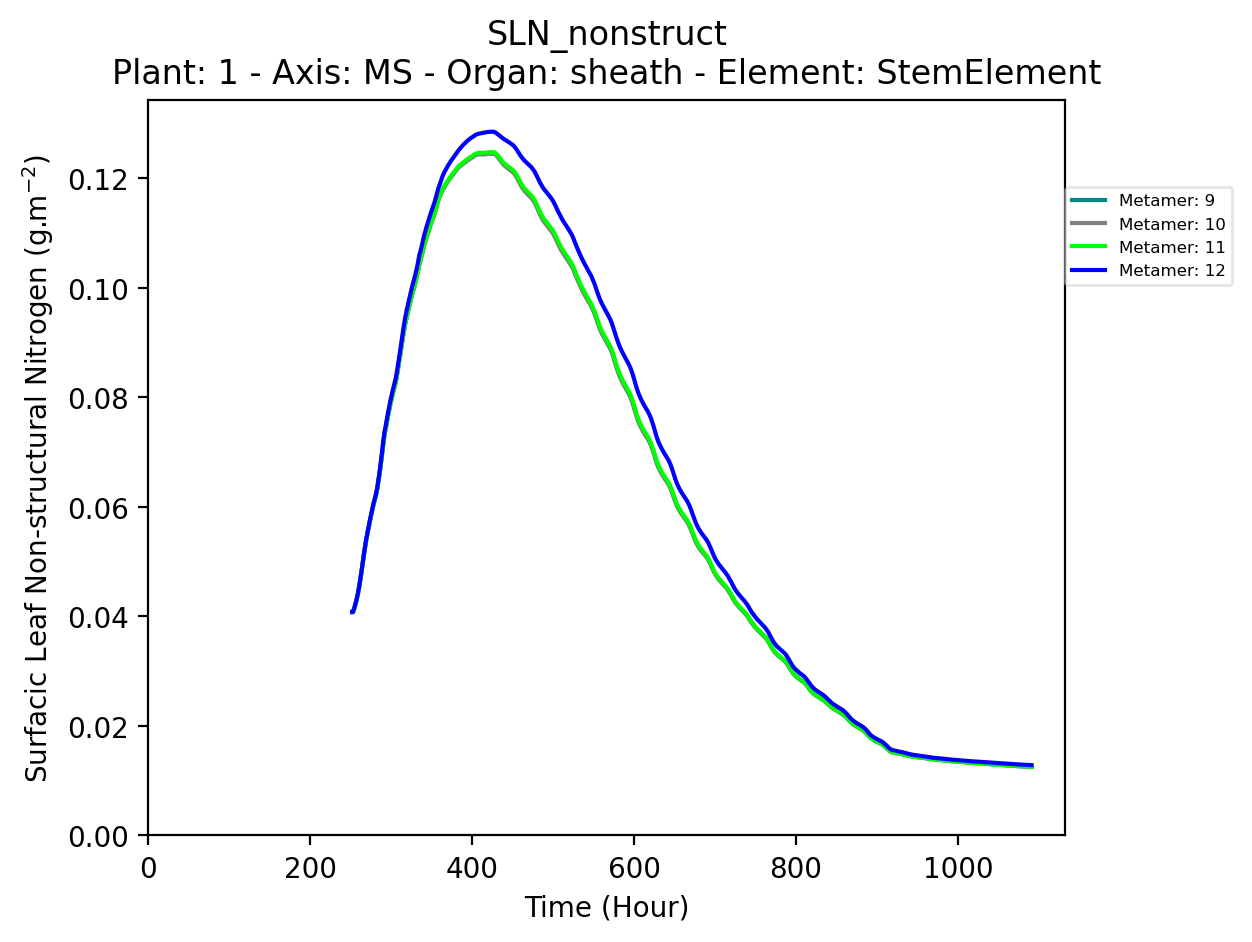 SLN_nonstruct
Plant: 1 - Axis: MS - Organ: sheath - Element: StemElement
Surfacic Leaf Non-structural Nitrogen (g.m⁻²)
0.12
0.10
0.08
0.06
0.04
0.02
0.00
0 200 400 600 800 1000
Time (Hour)
Metamer: 9
Metamer: 10
Metamer: 11
Metamer: 12